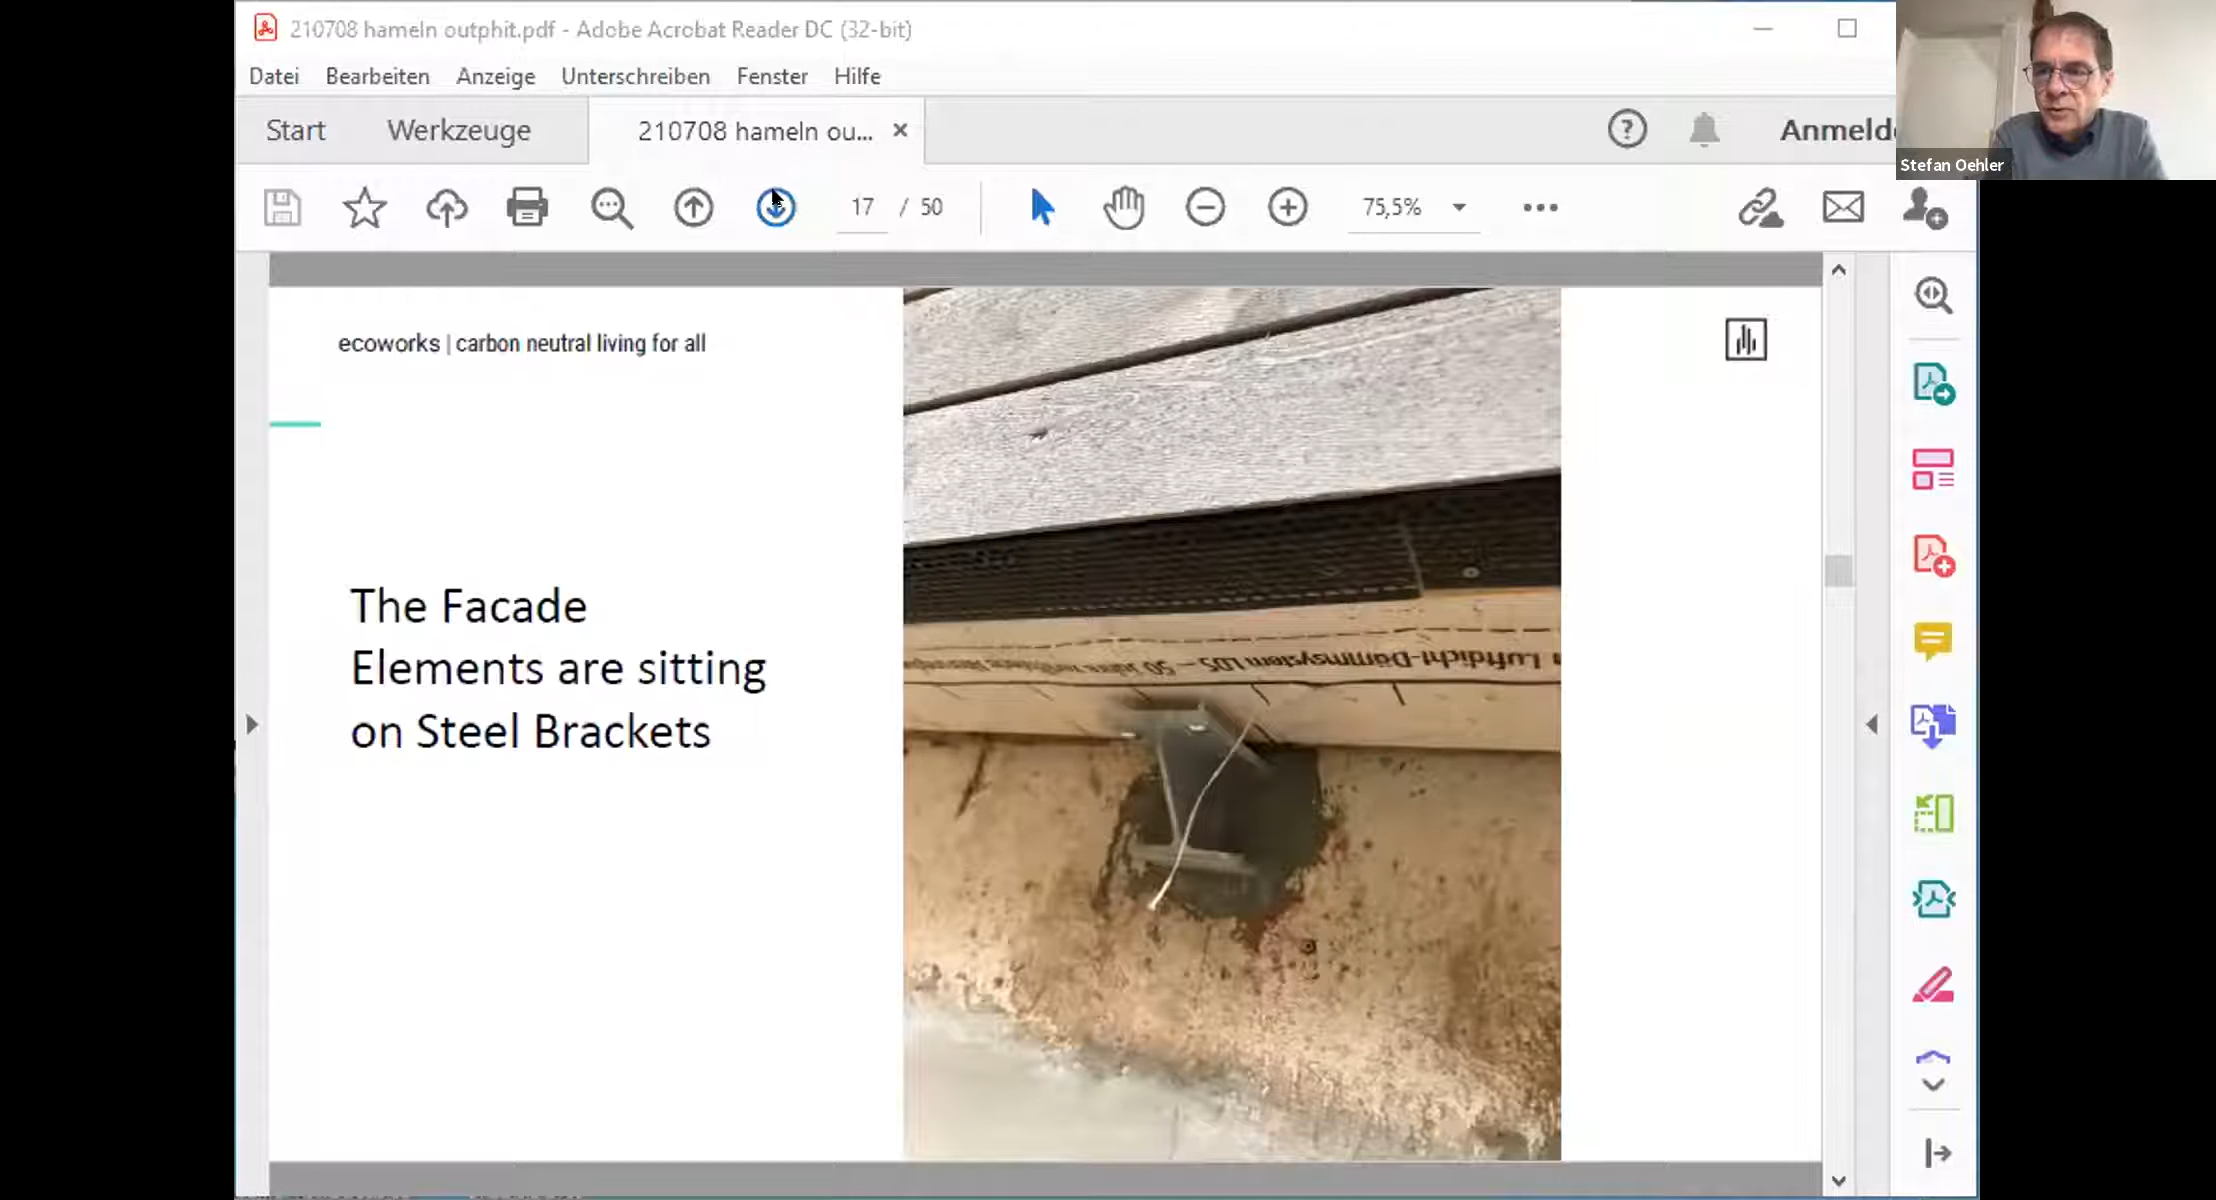 210708 hameln outphit.pdf - Adobe Acrobat Reader DC (32-bit)
Datei Bearbeiten Anzeige Unterschreiben Fenster Hilfe
Start Werkzeuge 210708 hameln ou... Anmeld
Stefan Oehler
17 / 50 75,5%
ecoworks | carbon neutral living for all
The Facade
Elements are sitting
on Steel Brackets
Luftdicht-Dämmsystem LDS – 50 Jahre